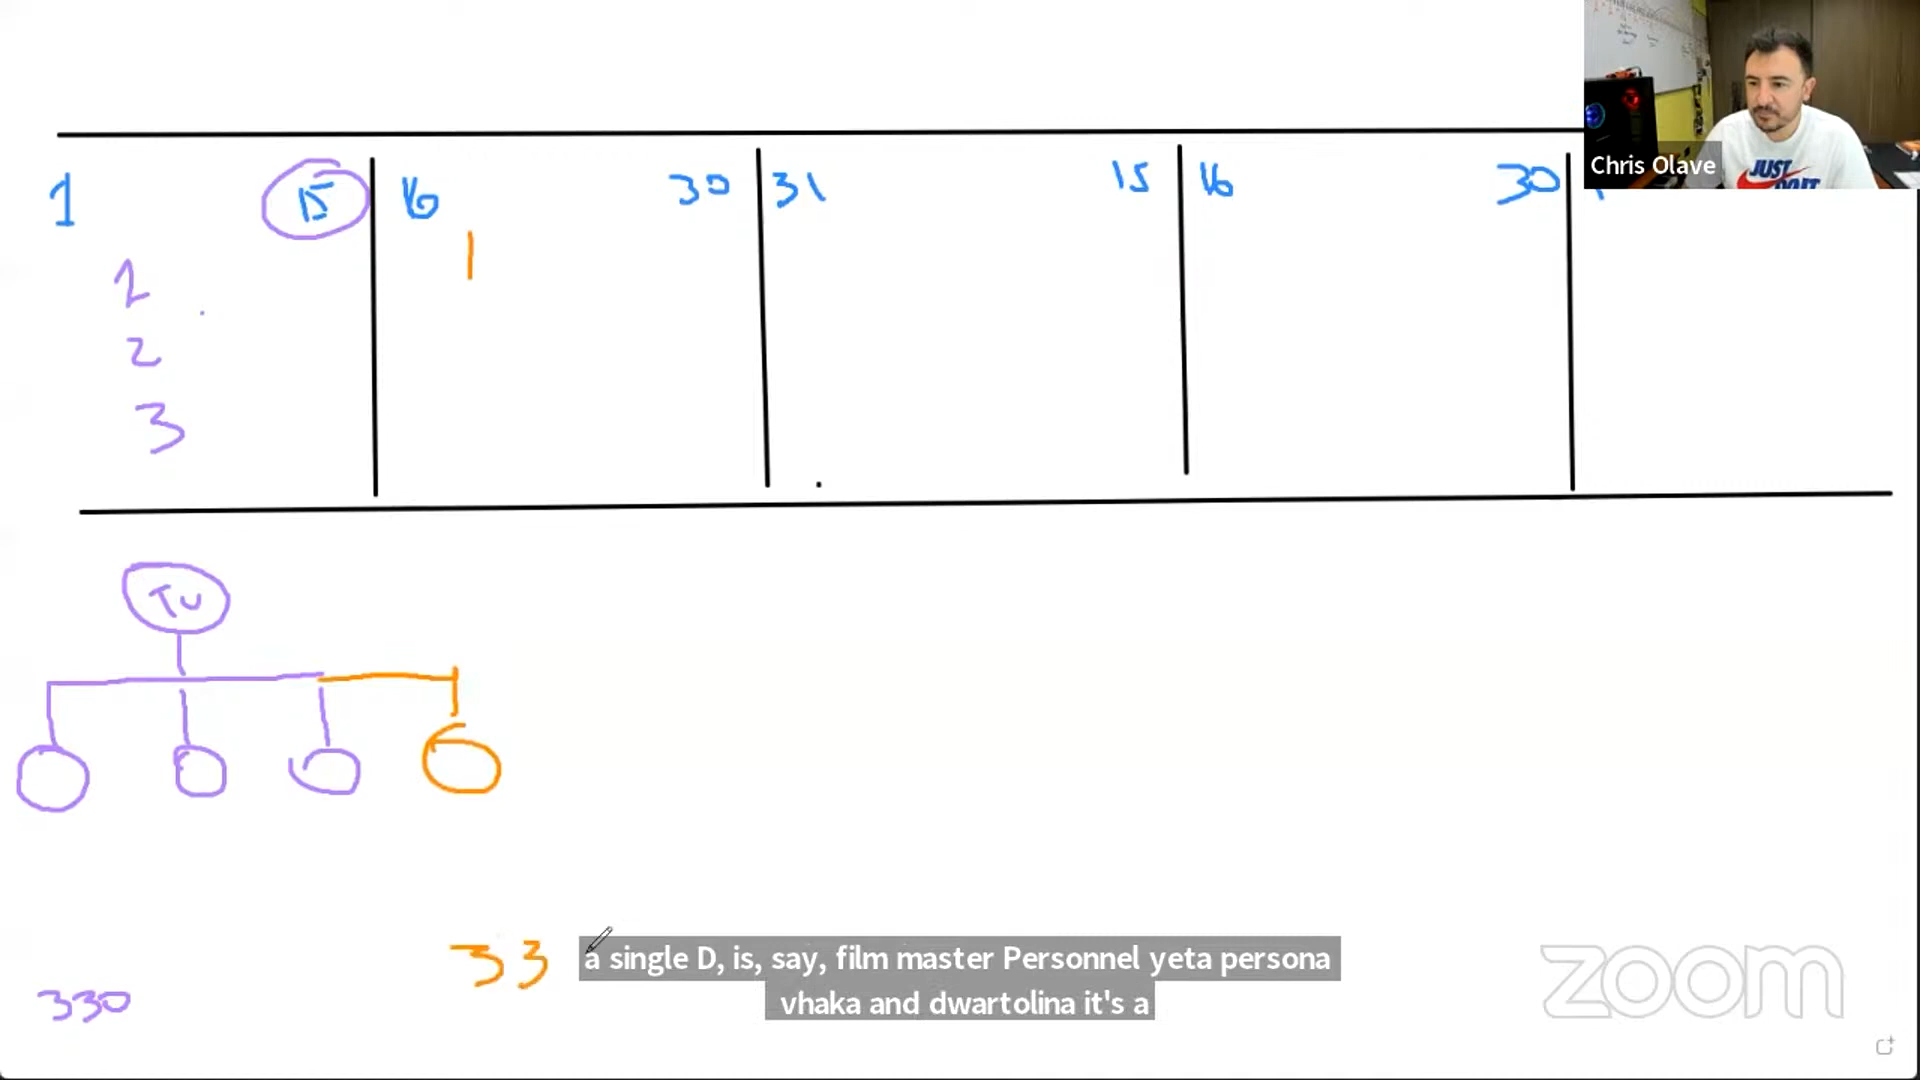 Chris Olave
JUST
1 15 16 30 31 15 16 30
1
1
2
3
TU
33
330
a single D, is, say, film master Personnel yeta persona
vhaka and dwartolina it's a
zoom